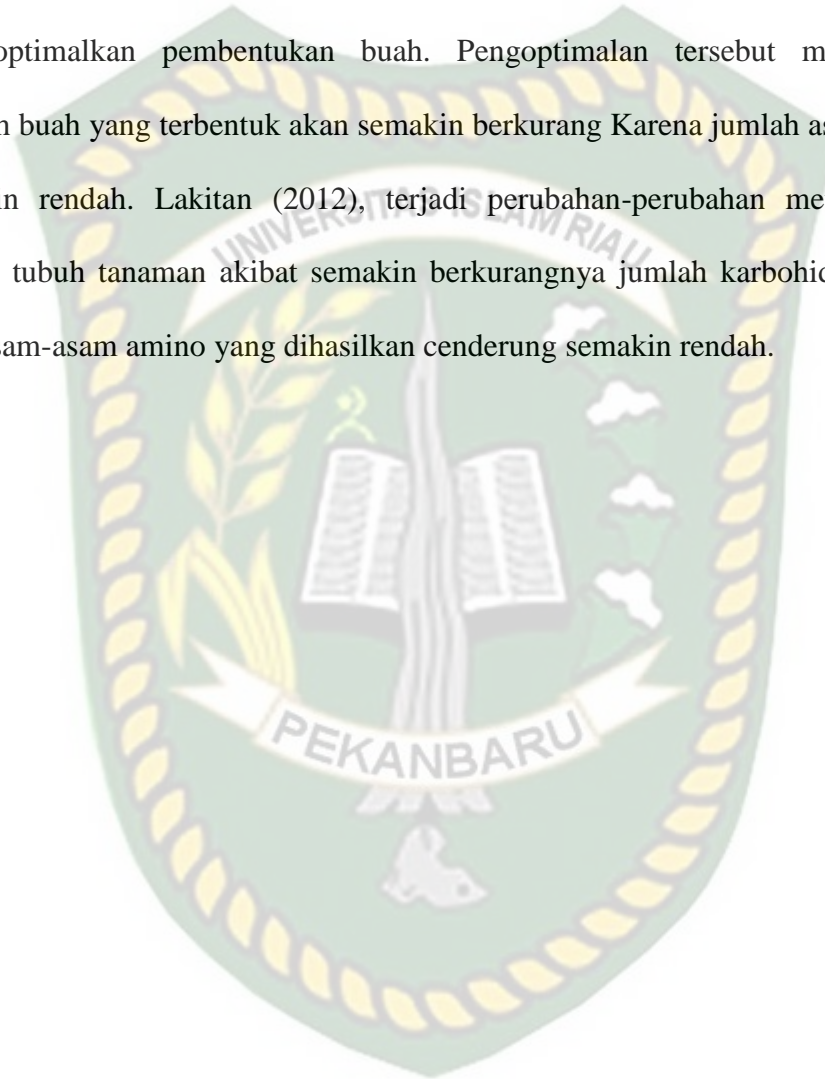 optimalkan pembentukan buah. Pengoptimalan tersebut m
buah yang terbentuk akan semakin berkurang Karena jumlah as
rendah. Lakitan (2012), terjadi perubahan-perubahan me
tubuh tanaman akibat semakin berkurangnya jumlah karbohid
sam-asam amino yang dihasilkan cenderung semakin rendah.
UNIVERSITAS ISLAM RIAU
PEKANBARU